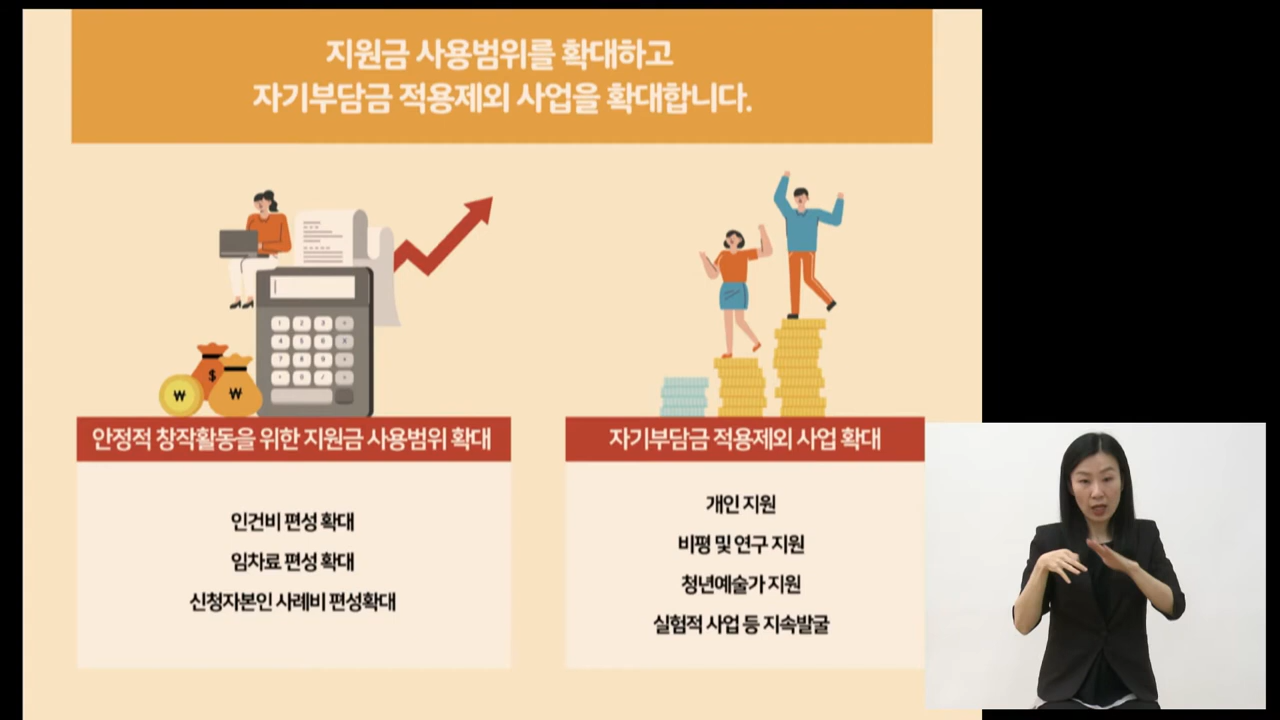 지원금 사용범위를 확대하고
자기부담금 적용제외 사업을 확대합니다.
안정적 창작활동을 위한 지원금 사용범위 확대
인건비 편성 확대
임차료 편성 확대
신청자본인 사례비 편성확대
자기부담금 적용제외 사업 확대
개인 지원
비평 및 연구 지원
청년예술가 지원
실험적 사업 등 지속발굴